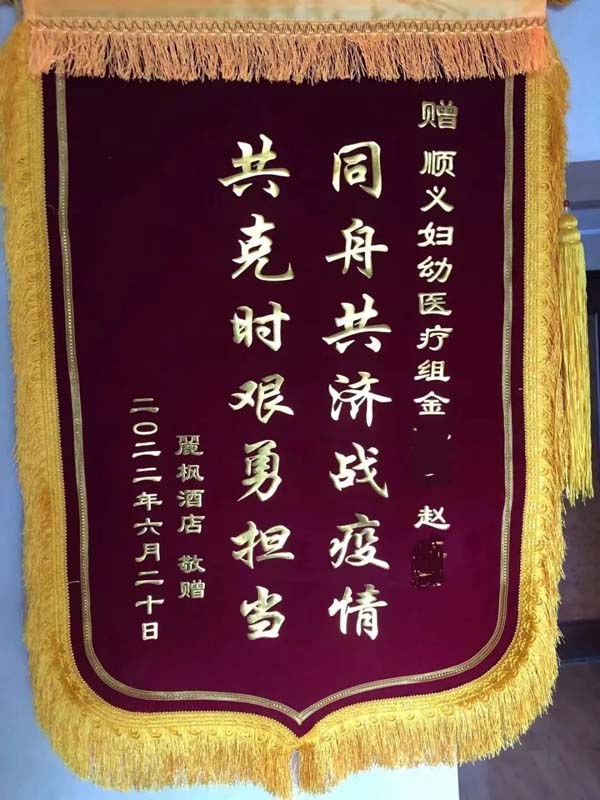 赠 顺义妇幼医疗组金 赵
同舟共济战疫情
共克时艰勇担当
麗枫酒店 敬赠
二〇二二年六月二十日